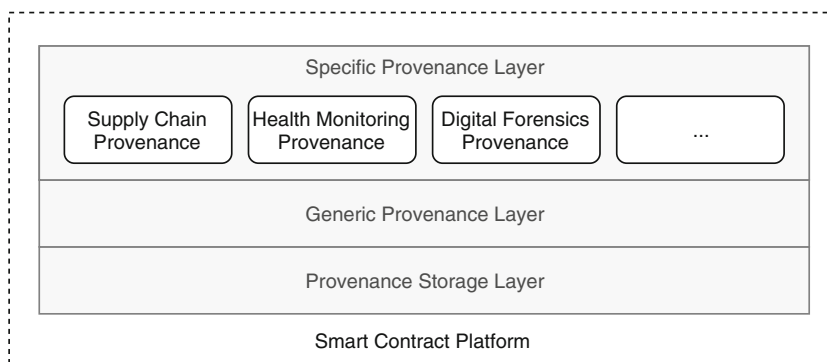 Specific Provenance Layer
Supply Chain
Provenance
Health Monitoring
Provenance
Digital Forensics
Provenance
...
Generic Provenance Layer
Provenance Storage Layer
Smart Contract Platform